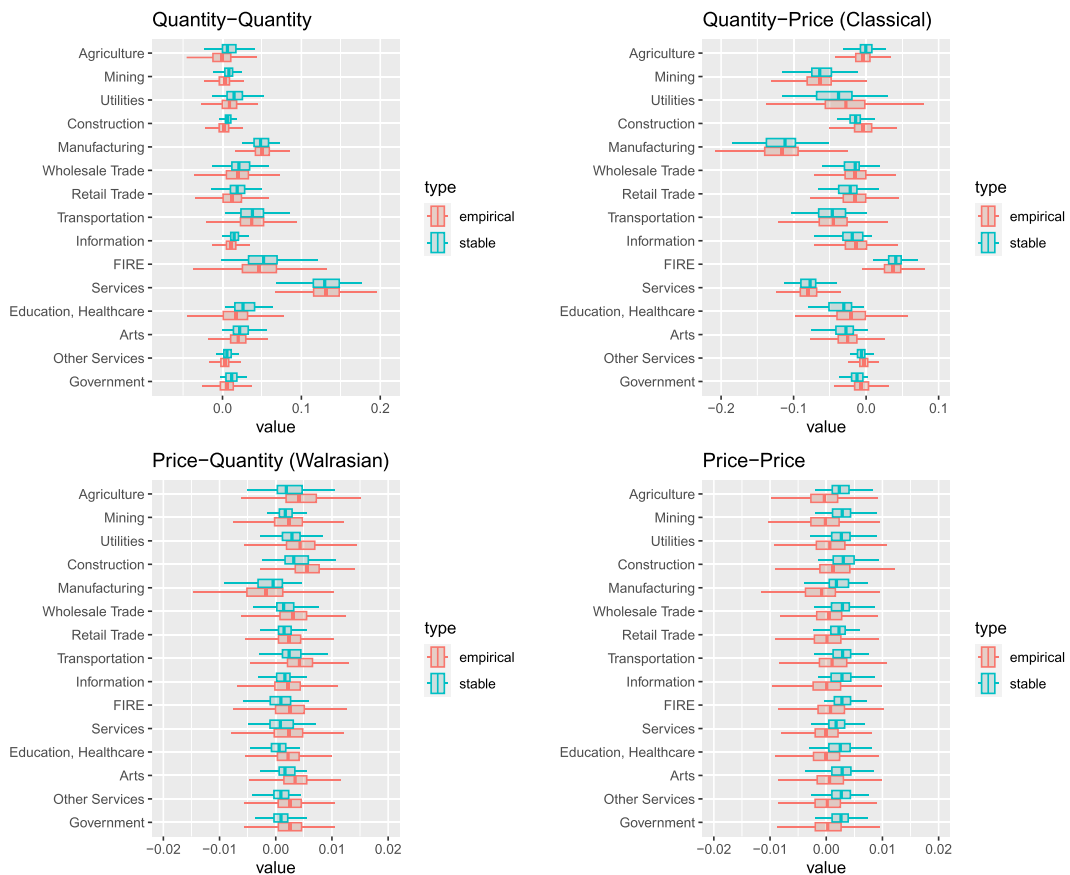 Quantity−Quantity
Agriculture
Mining
Utilities
Construction
Manufacturing
Wholesale Trade
Retail Trade
Transportation
Information
FIRE
Services
Education, Healthcare
Arts
Other Services
Government
0.0 0.1 0.2
value
type
empirical
stable
Quantity−Price (Classical)
Agriculture
Mining
Utilities
Construction
Manufacturing
Wholesale Trade
Retail Trade
Transportation
Information
FIRE
Services
Education, Healthcare
Arts
Other Services
Government
−0.2 −0.1 0.0 0.1
value
type
empirical
stable
Price−Quantity (Walrasian)
Agriculture
Mining
Utilities
Construction
Manufacturing
Wholesale Trade
Retail Trade
Transportation
Information
FIRE
Services
Education, Healthcare
Arts
Other Services
Government
−0.02 −0.01 0.00 0.01 0.02
value
type
empirical
stable
Price−Price
Agriculture
Mining
Utilities
Construction
Manufacturing
Wholesale Trade
Retail Trade
Transportation
Information
FIRE
Services
Education, Healthcare
Arts
Other Services
Government
−0.02 −0.01 0.00 0.01 0.02
value
type
empirical
stable